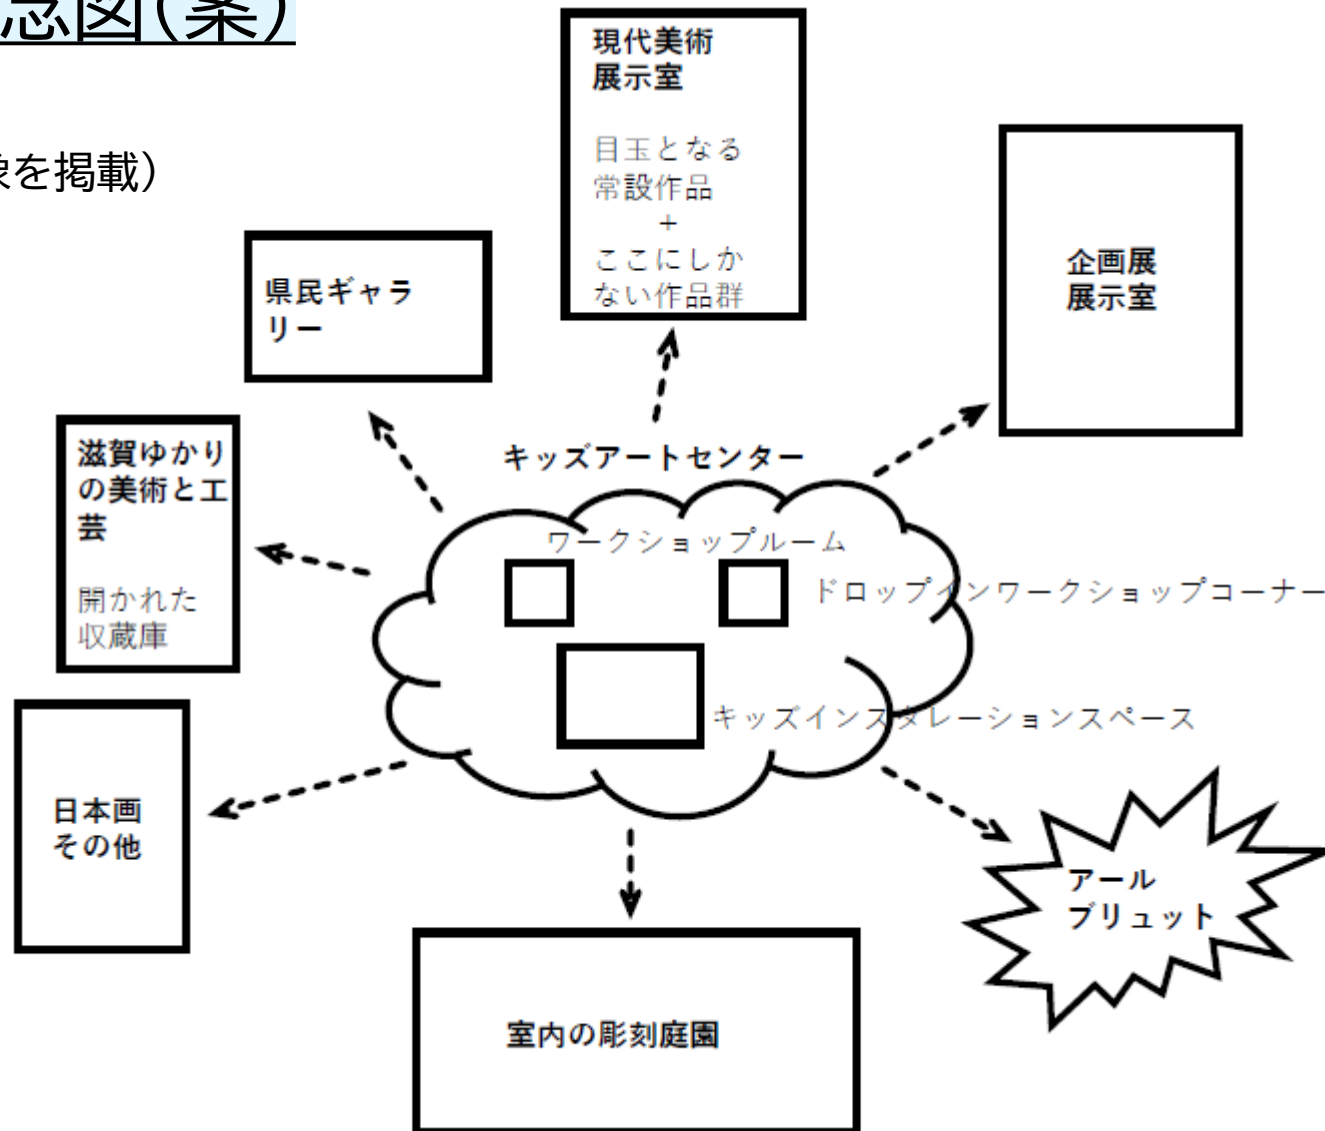 念図(案)
象を掲載)
現代美術
展示室
目玉となる
常設作品
+
ここにしか
ない作品群
企画展
展示室
県民ギャラ
リー
滋賀ゆかり
の美術と工
芸
開かれた
収蔵庫
キッズアートセンター
ワークショップルーム
ドロップインワークショップコーナー
キッズインスタレーションスペース
日本画
その他
アール
ブリュット
室内の彫刻庭園